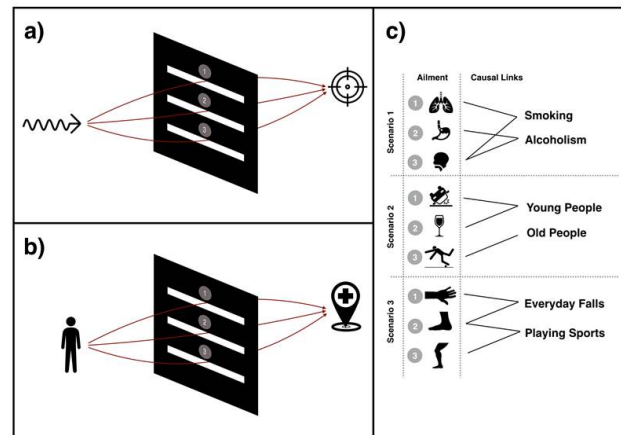 a)
1
2
3
b)
1
2
3
c)
Ailment Causal Links
Scenario 1
1
Smoking
2
Alcoholism
3
Scenario 2
1
Young People
2
Old People
3
Scenario 3
1
Everyday Falls
2
Playing Sports
3